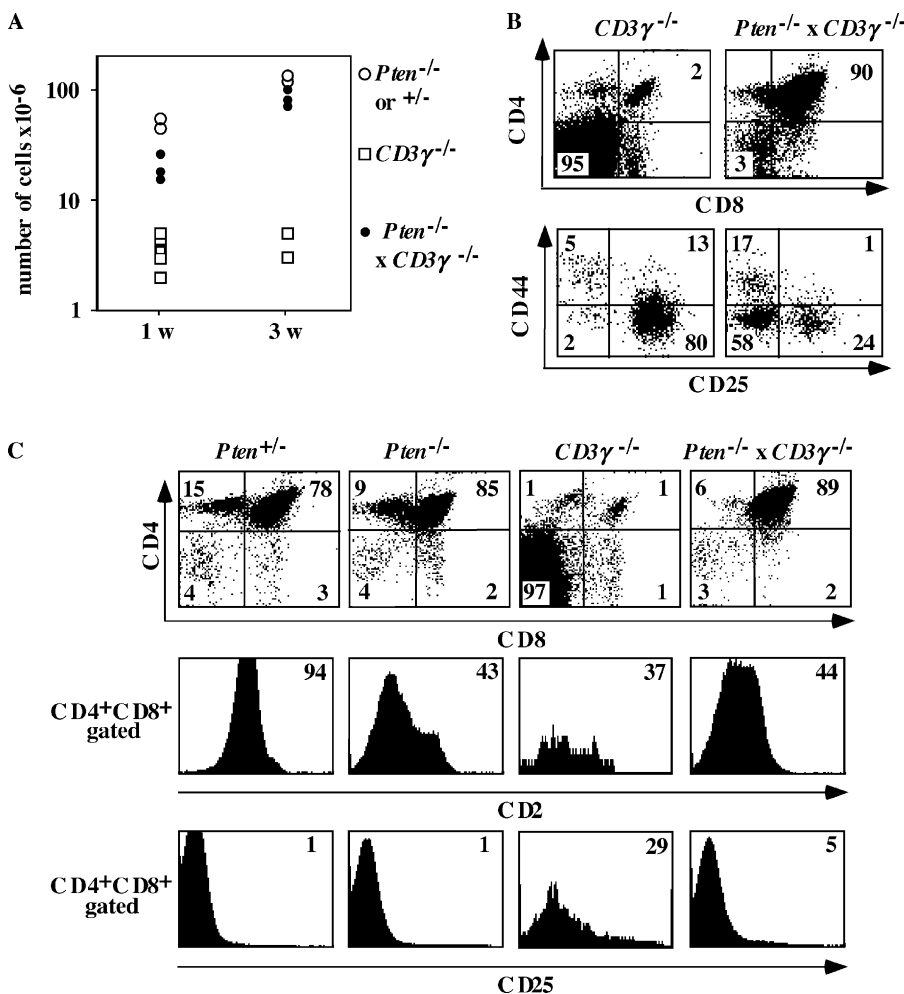 A
number of cells x10-6
100
10
1
1 w
3 w
Pten-/-
or +/-
CD3γ-/-
Pten-/-
x CD3γ-/-
B
CD3γ-/-
Pten-/- x CD3γ-/-
CD4
2
95
90
3
CD8
CD44
5
13
2
80
17
1
58
24
CD25
C
Pten+/-
Pten-/-
CD3γ-/-
Pten-/- x CD3γ-/-
CD4
15
78
4
3
9
85
4
2
1
1
97
1
6
89
3
2
CD8
CD4+CD8+
gated
94
43
37
44
CD2
CD4+CD8+
gated
1
1
29
5
CD25